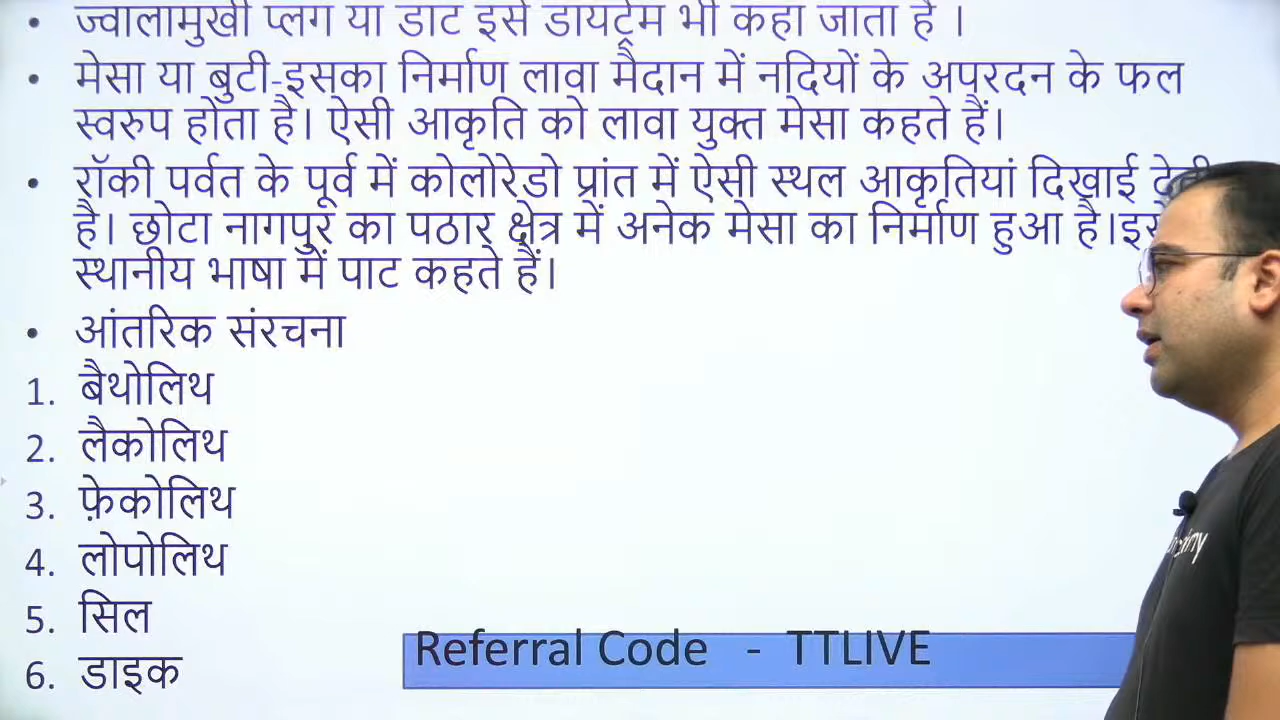 ज्वालामुखी प्लग या डाट इसे डायट्रेम भी कहा जाता है ।
मेसा या बुटी-इसका निर्माण लावा मैदान में नदियों के अपरदन के फल
स्वरुप होता है। ऐसी आकृति को लावा युक्त मेसा कहते हैं।
रॉकी पर्वत के पूर्व में कोलोरेडो प्रांत में ऐसी स्थल आकृतियां दिखाई
है। छोटा नागपुर का पठार क्षेत्र में अनेक मेसा का निर्माण हुआ है।
स्थानीय भाषा में पाट कहते हैं।
आंतरिक संरचना
1. बैथोलिथ
2. लैकोलिथ
3. फ़ेकोलिथ
4. लोपोलिथ
5. सिल
6. डाइक
Referral Code - TTLIVE